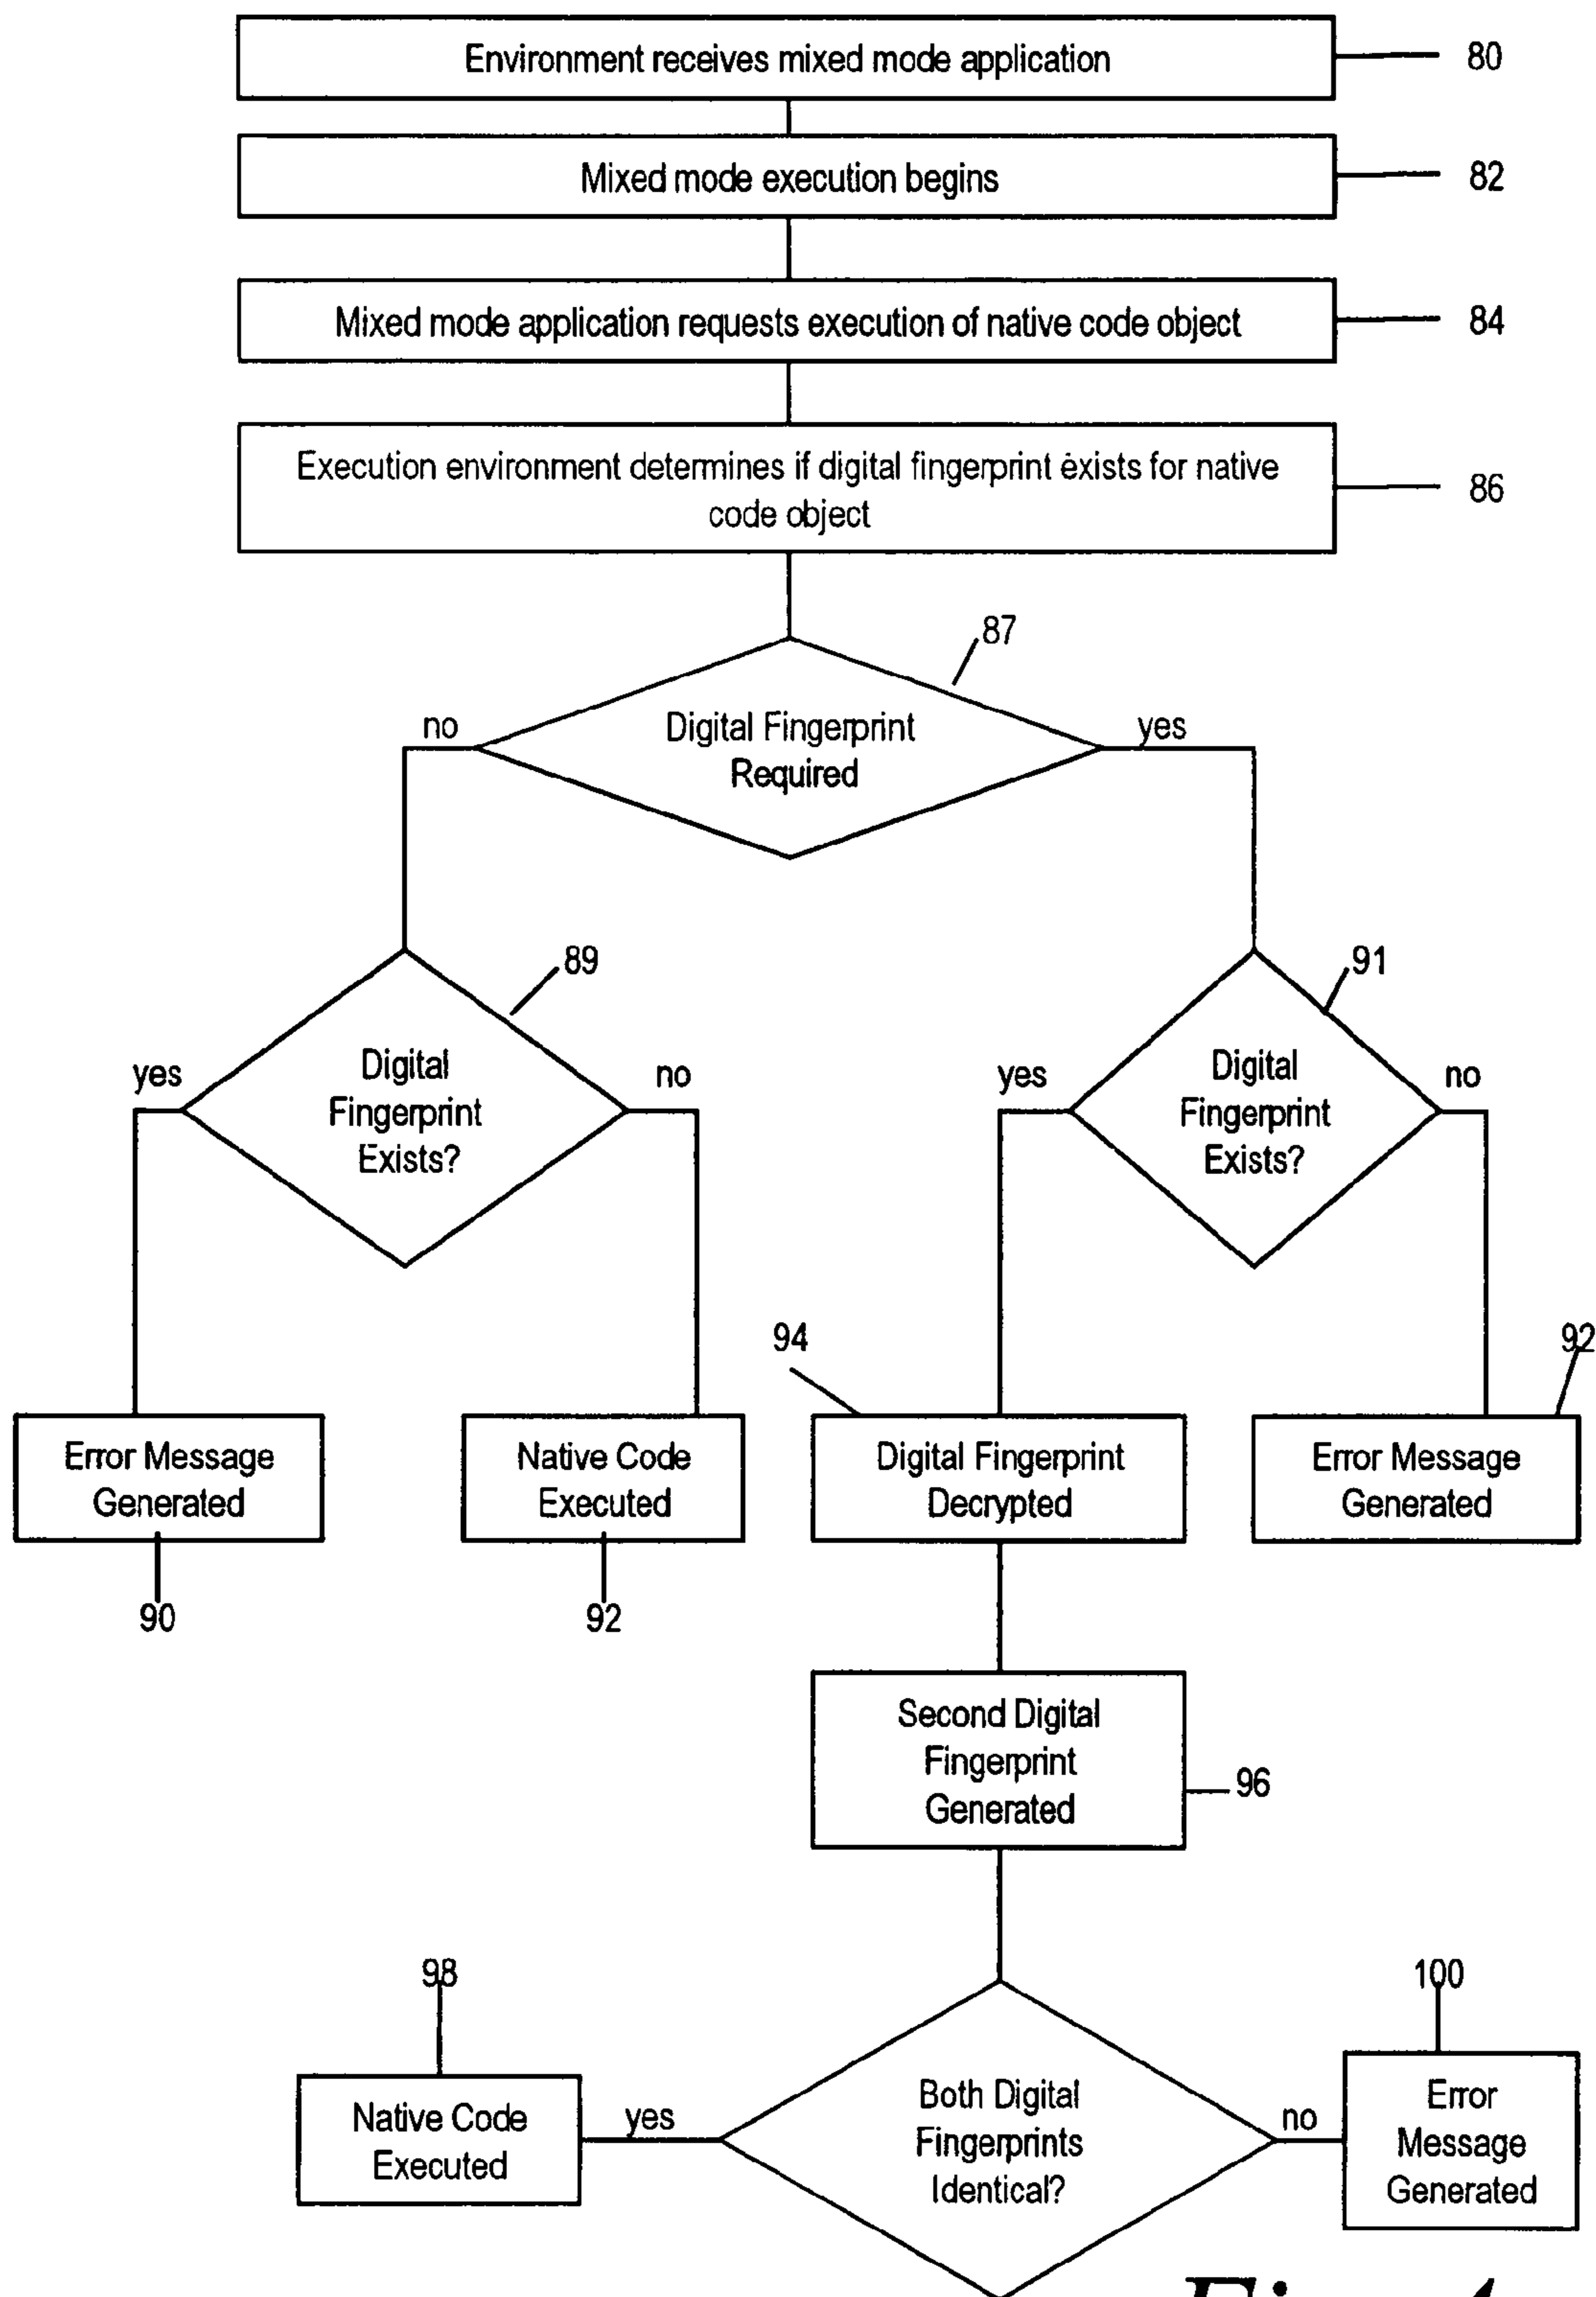 Environment receives mixed mode application
80
Mixed mode execution begins
82
Mixed mode application requests execution of native code object
84
Execution environment determines if digital fingerprint exists for native
code object
86
87
no
Digital Fingerprint
Required
yes
89
91
yes
Digital
Fingerprint
Exists?
no
yes
Digital
Fingerprint
Exists?
no
94
92
Error Message
Generated
Native Code
Executed
Digital Fingerprint
Decrypted
Error Message
Generated
90
92
Second Digital
Fingerprint
Generated
96
98
100
Native Code
Executed
yes
Both Digital
Fingerprints
Identical?
no
Error
Message
Generated